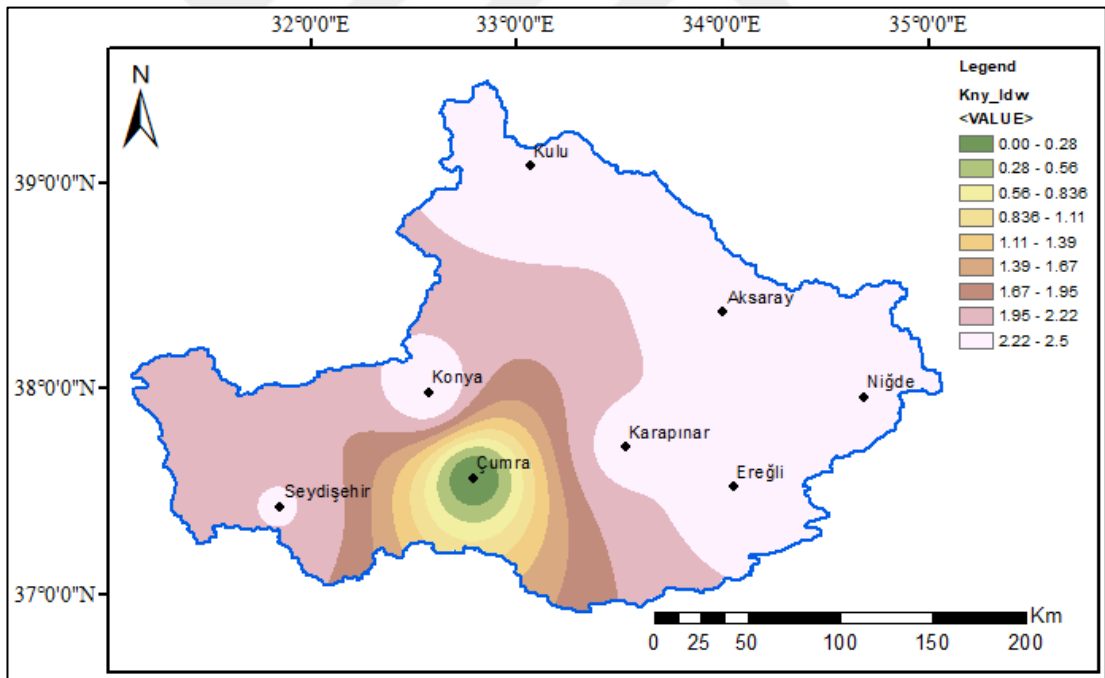 32°0'0"E 33°0'0"E 34°0'0"E 35°0'0"E
N
Legend
Kny_Idw
<VALUE>
0.00 - 0.28
0.28 - 0.56
0.56 - 0.836
0.836 - 1.11
1.11 - 1.39
1.39 - 1.67
1.67 - 1.95
1.95 - 2.22
2.22 - 2.5
39°0'0"N
38°0'0"N
37°0'0"N
Kulu
Aksaray
Konya
Niğde
Karapınar
Çumra
Ereğli
Seydişehir
Km
0 25 50 100 150 200